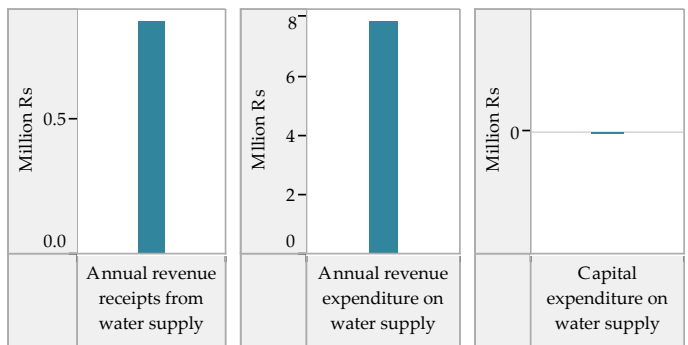 Million Rs
0.5
0.0
Annual revenue
receipts from
water supply
Mllion Rs
8
6
4
2
0
Annual revenue
expenditure on
water supply
Million Rs
0
Capital
expenditure on
water supply